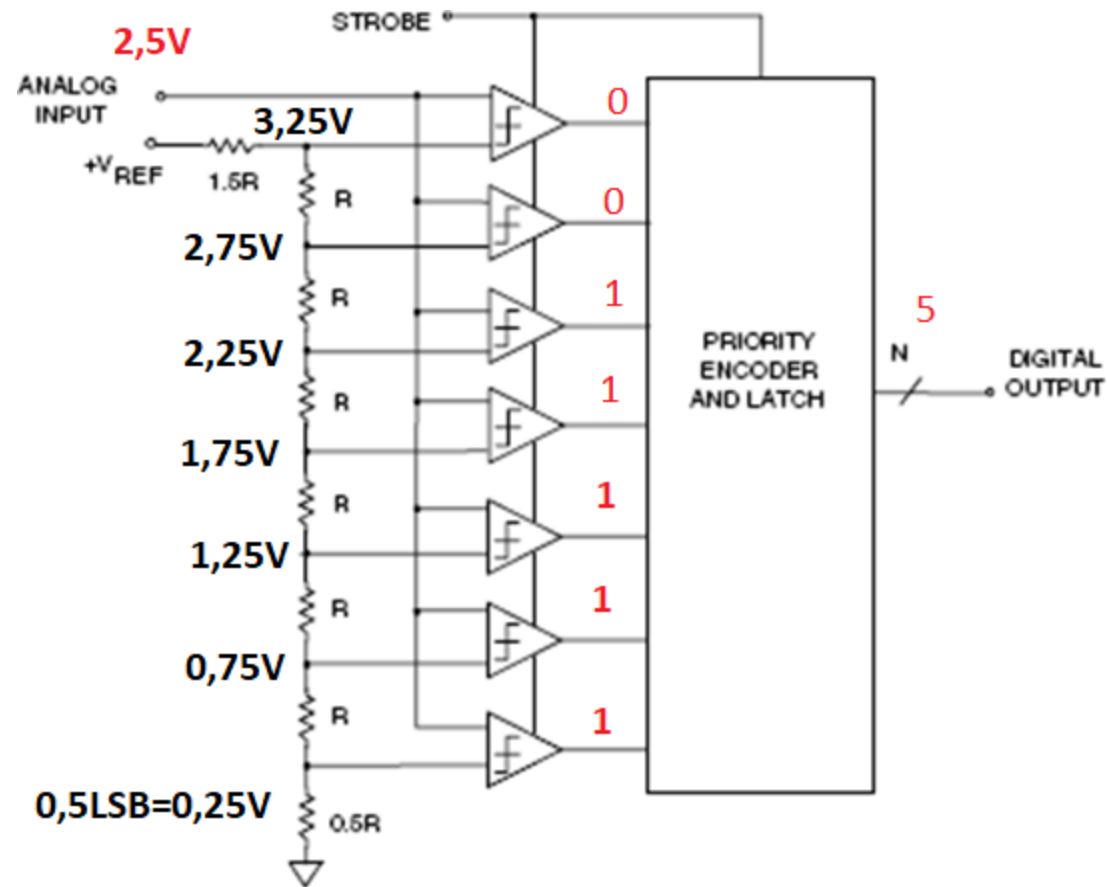 STROBE
2,5V
ANALOG
INPUT
0
3,25V
+VREF
1.5R
R
0
2,75V
R
1
5
2,25V
PRIORITY
ENCODER
AND LATCH
N
DIGITAL
OUTPUT
R
1
1,75V
R
1
1,25V
R
1
0,75V
R
1
0,5LSB=0,25V
0.5R